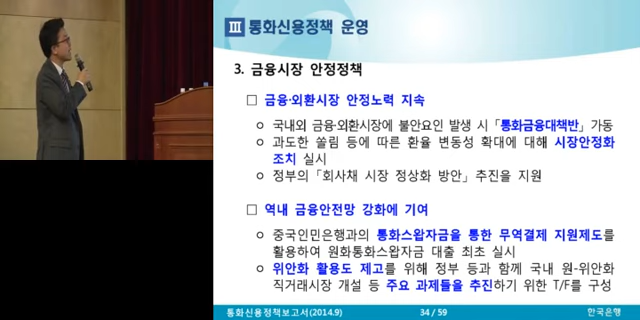 Ⅲ 통화신용정책 운영
3. 금융시장 안정정책
□ 금융·외환시장 안정노력 지속
○ 국내외 금융·외환시장에 불안요인 발생 시 「통화금융대책반」 가동
○ 과도한 쏠림 등에 따른 환율 변동성 확대에 대해 시장안정화
조치 실시
○ 정부의 「회사채 시장 정상화 방안」 추진을 지원
□ 역내 금융안전망 강화에 기여
○ 중국인민은행과의 통화스왑자금을 통한 무역결제 지원제도를
활용하여 원화통화스왑자금 대출 최초 실시
○ 위안화 활용도 제고를 위해 정부 등과 함께 국내 원-위안화
직거래시장 개설 등 주요 과제들을 추진하기 위한 T/F를 구성
통화신용정책보고서(2014.9)
34 / 59
한국은행